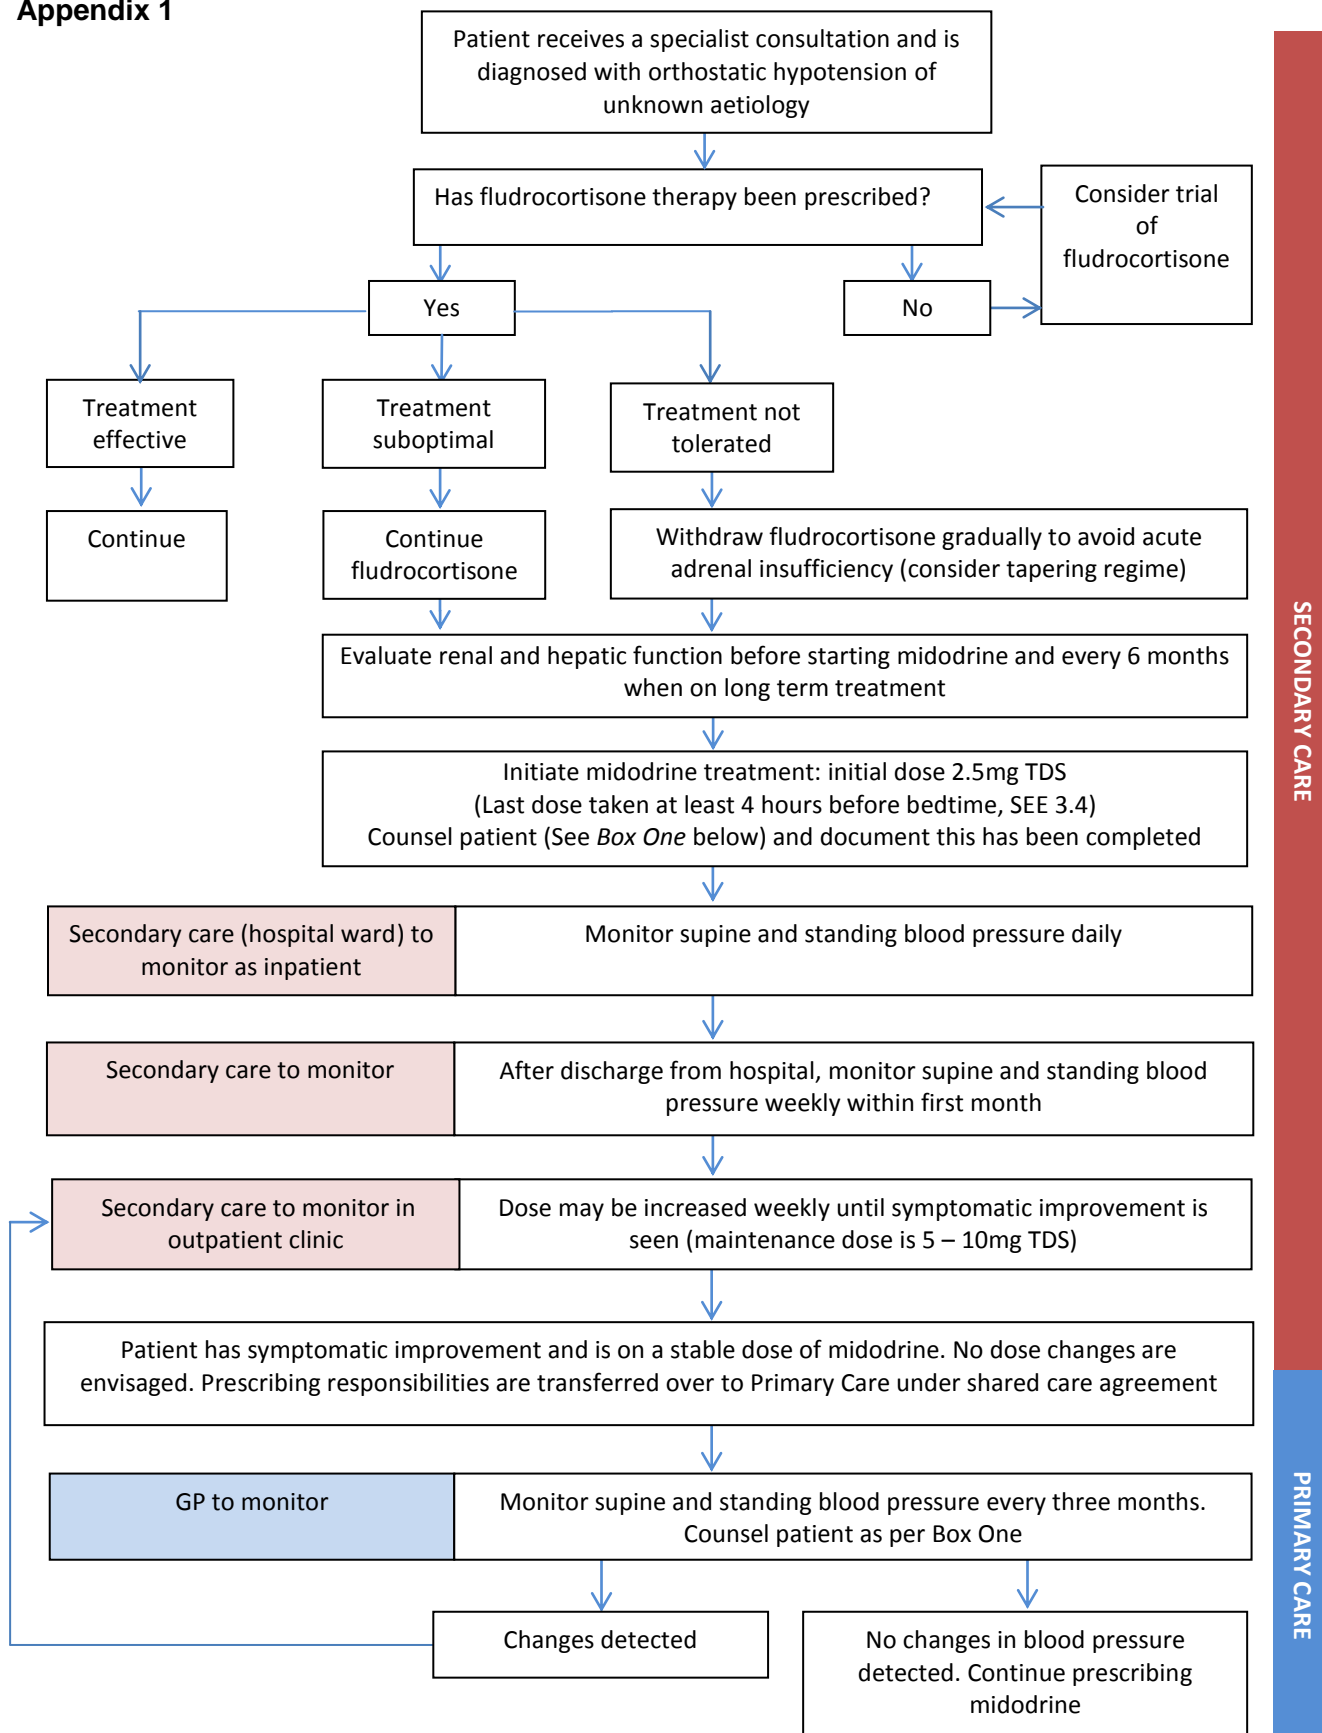 Appendix 1
Patient receives a specialist consultation and is
diagnosed with orthostatic hypotension of
unknown aetiology
Has fludrocortisone therapy been prescribed?
Consider trial
of
fludrocortisone
Yes
No
Treatment
effective
Treatment
suboptimal
Treatment not
tolerated
Continue
Continue
fludrocortisone
Withdraw fludrocortisone gradually to avoid acute
adrenal insufficiency (consider tapering regime)
Evaluate renal and hepatic function before starting midodrine and every 6 months
when on long term treatment
Initiate midodrine treatment: initial dose 2.5mg TDS
(Last dose taken at least 4 hours before bedtime, SEE 3.4)
Counsel patient (See Box One below) and document this has been completed
Secondary care (hospital ward) to
monitor as inpatient
Monitor supine and standing blood pressure daily
Secondary care to monitor
After discharge from hospital, monitor supine and standing blood
pressure weekly within first month
Secondary care to monitor in
outpatient clinic
Dose may be increased weekly until symptomatic improvement is
seen (maintenance dose is 5 – 10mg TDS)
Patient has symptomatic improvement and is on a stable dose of midodrine. No dose changes are
envisaged. Prescribing responsibilities are transferred over to Primary Care under shared care agreement
GP to monitor
Monitor supine and standing blood pressure every three months.
Counsel patient as per Box One
Changes detected
No changes in blood pressure
detected. Continue prescribing
midodrine
SECONDARY CARE
PRIMARY CARE